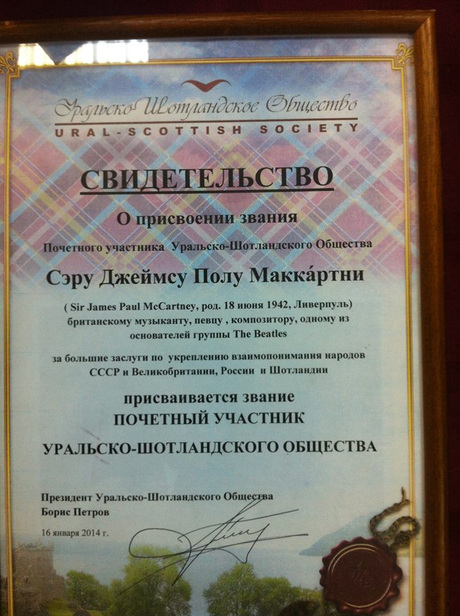 Уральско Шотландское Общество
URAL-SCOTTISH SOCIETY
СВИДЕТЕЛЬСТВО
О присвоении звания
Почетного участника Уральско-Шотландского Общества
Сэру Джеймсу Полу Макка́ртни
( Sir James Paul McCartney, род. 18 июня 1942, Ливерпуль)
британскому музыканту, певцу , композитору, одному из
основателей группы The Beatles
за большие заслуги по укреплению взаимопонимания народов
СССР и Великобритании, России и Шотландии
присваивается звание
ПОЧЕТНЫЙ УЧАСТНИК
УРАЛЬСКО-ШОТЛАНДСКОГО ОБЩЕСТВА
Президент Уральско-Шотландского Общества
Борис Петров
16 января 2014 г.